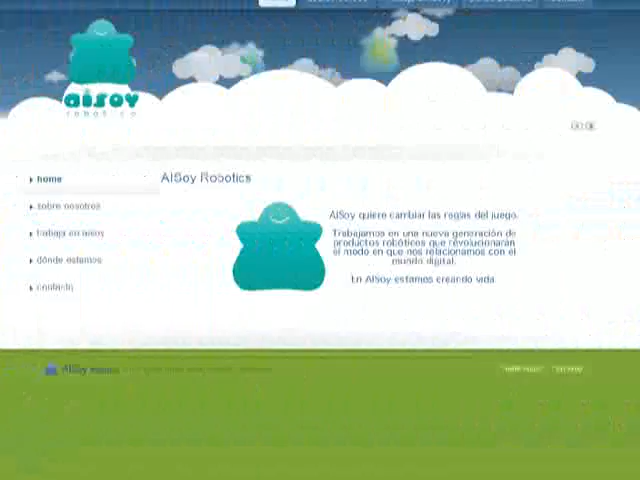 aisoy
robotics
home
AISoy Robotics
sobre nosotros
trabaja en aisoy
dónde estamos
contacto
AISoy quiere cambiar las reglas del juego.
Trabajamos en una nueva generación de
productos robóticos que revolucionarán
el modo en que nos relacionamos con el
mundo digital.
En AISoy estamos creando vida.
AISoy